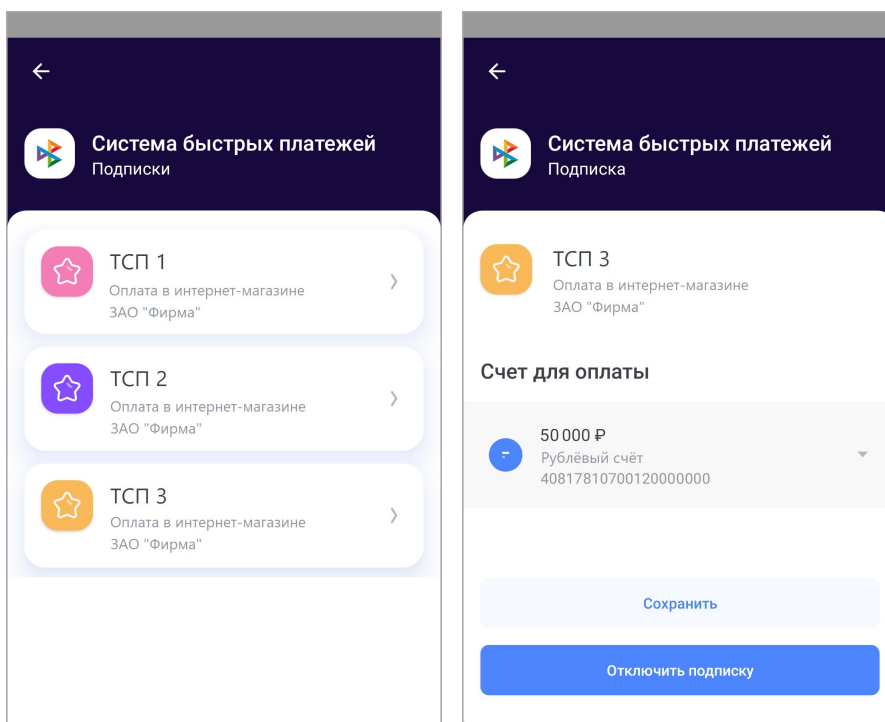 Система быстрых платежей
Подписки
ТСП 1
Оплата в интернет-магазине
ЗАО "Фирма"
ТСП 2
Оплата в интернет-магазине
ЗАО "Фирма"
ТСП 3
Оплата в интернет-магазине
ЗАО "Фирма"
Система быстрых платежей
Подписка
ТСП 3
Оплата в интернет-магазине
ЗАО "Фирма"
Счет для оплаты
50 000 ₽
Рублёвый счёт
40817810700120000000
Сохранить
Отключить подписку